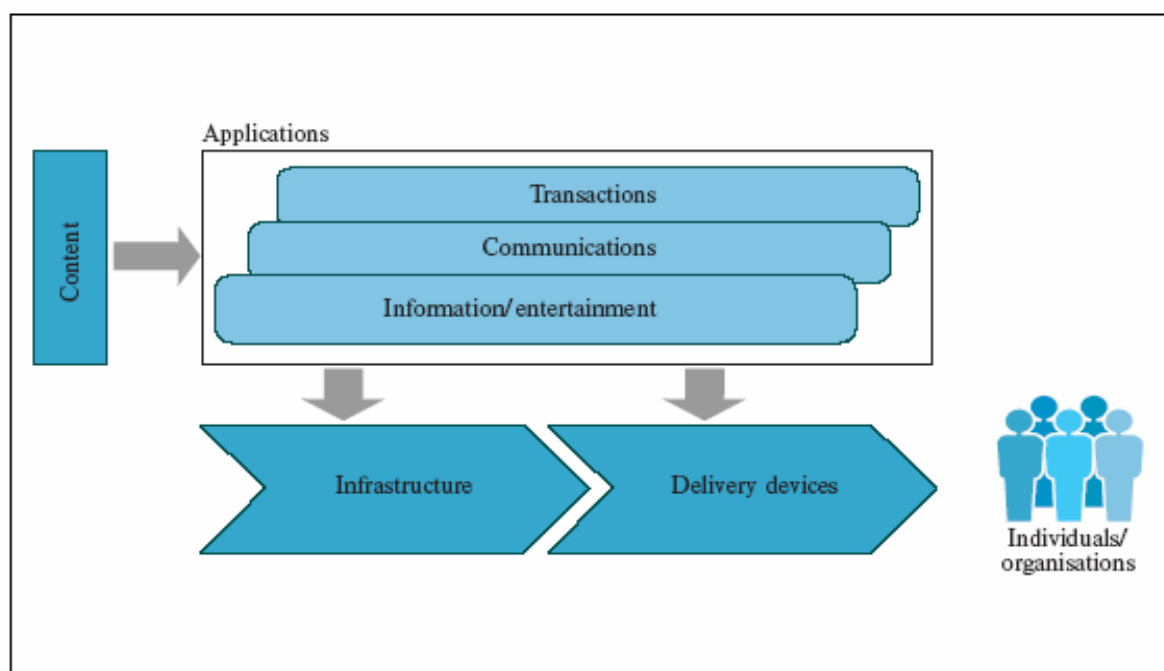 Applications
Content
Transactions
Communications
Information/entertainment
Infrastructure
Delivery devices
Individuals/
organisations